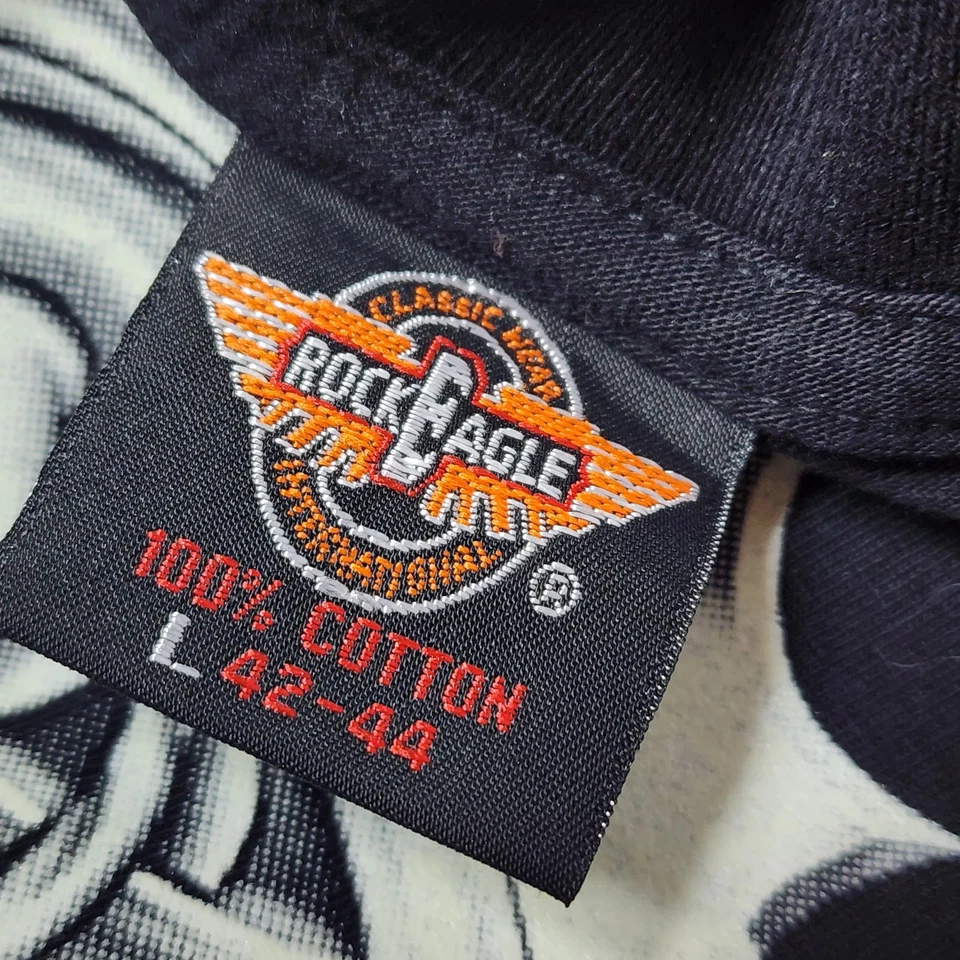 CLASSIC WEAR
ROCK EAGLE
INTERNATIONAL
®
100% COTTON
L 42-44